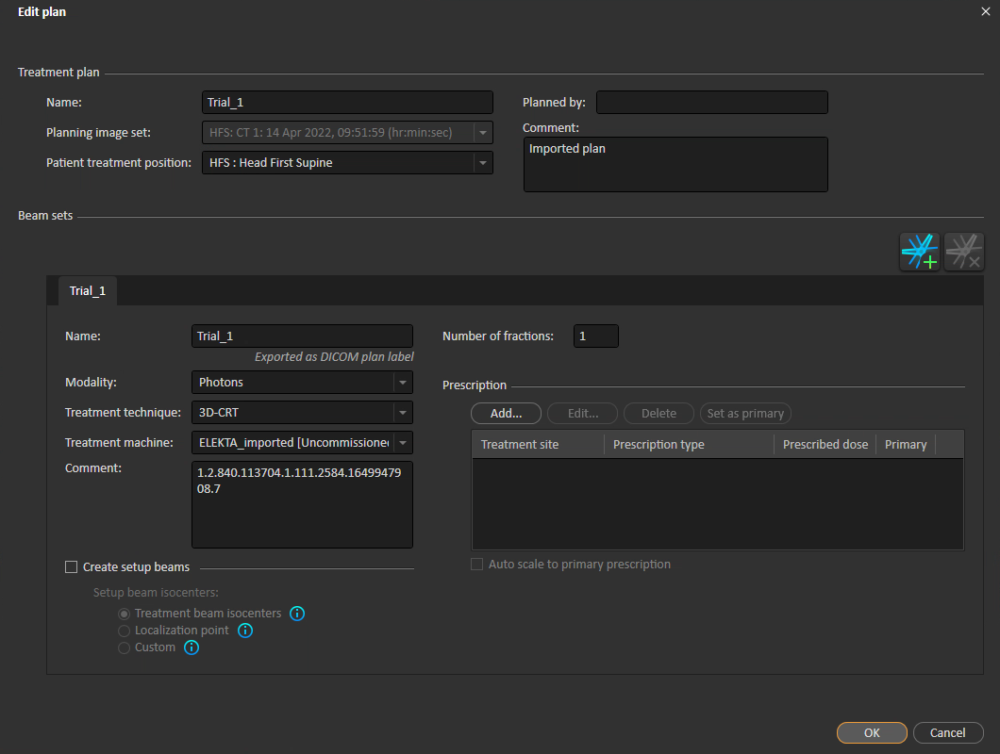 Edit plan
Treatment plan
Name: Trial_1
Planned by:
Planning image set: HFS: CT 1: 14 Apr 2022, 09:51:59 (hr:min:sec)
Comment:
Imported plan
Patient treatment position: HFS : Head First Supine
Beam sets
Trial_1
Name: Trial_1
Number of fractions: 1
Exported as DICOM plan label
Modality: Photons
Prescription
Treatment technique: 3D-CRT
Add... Edit... Delete Set as primary
Treatment machine: ELEKTA_imported [Uncommissione
Treatment site Prescription type Prescribed dose Primary
Comment: 1.2.840.113704.1.111.2584.16499479
08.7
Create setup beams
Auto scale to primary prescription
Setup beam isocenters:
Treatment beam isocenters
Localization point
Custom
OK Cancel